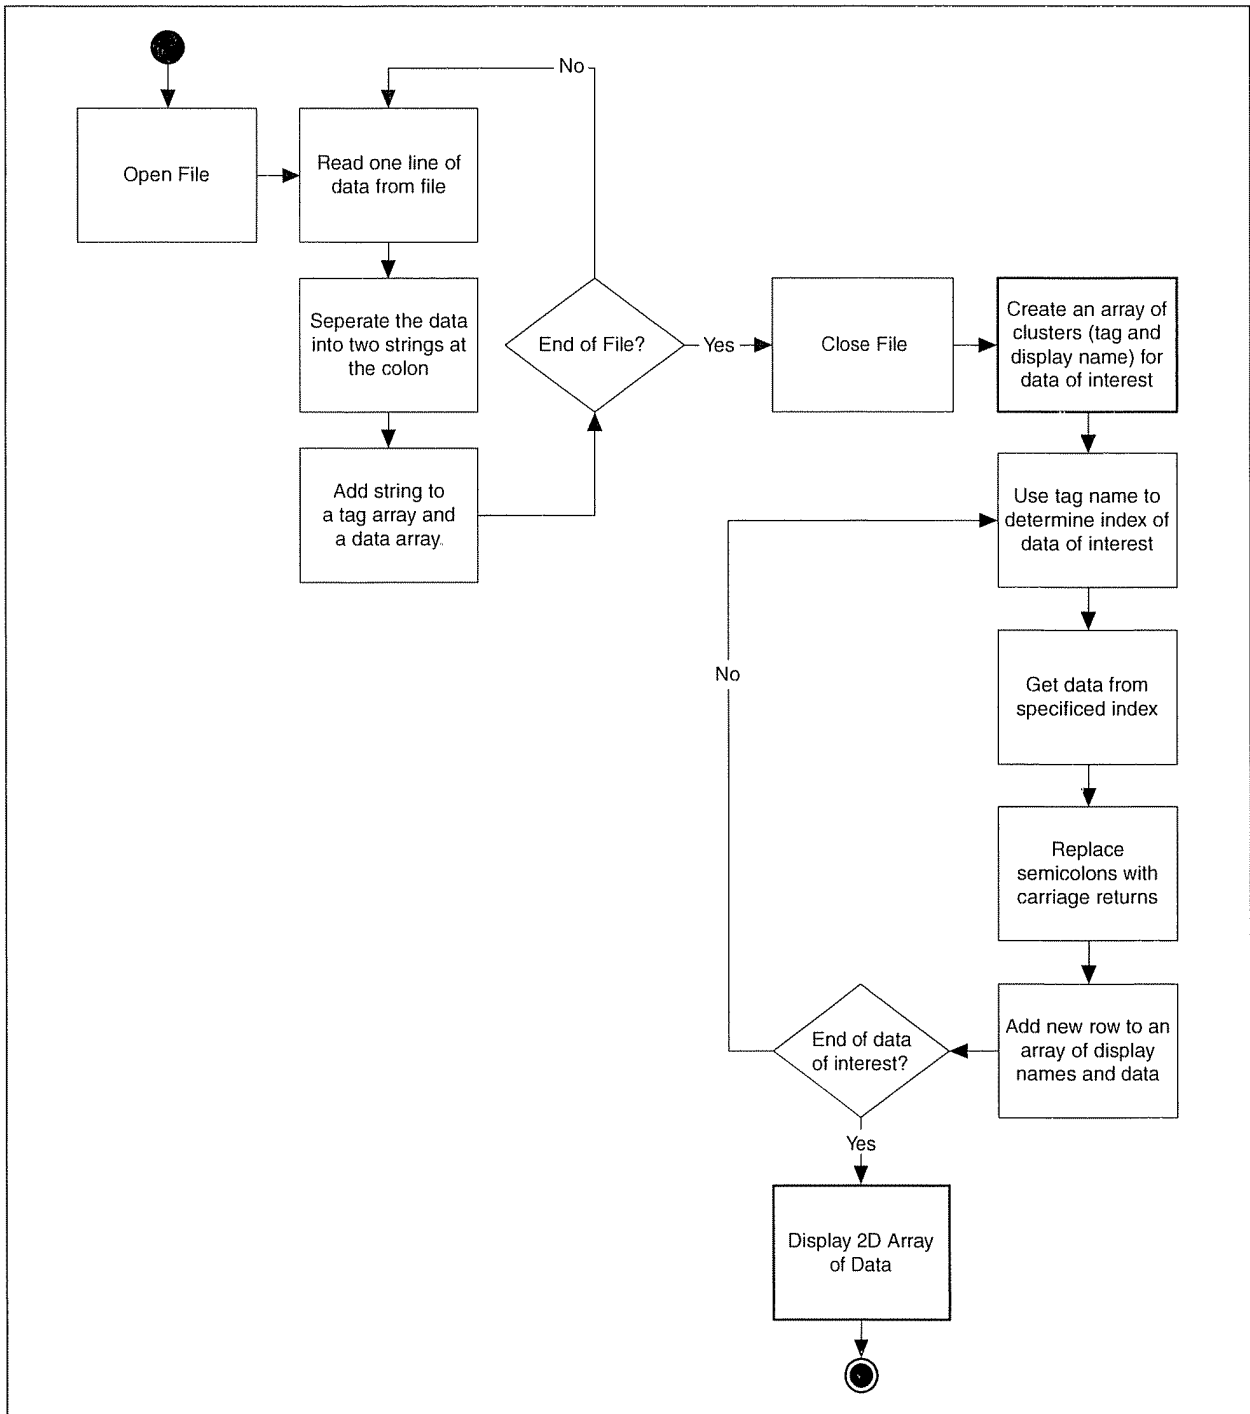 No
Open File
Read one line of
data from file
Seperate the data
into two strings at
the colon
End of File?
Yes
Close File
Create an array of
clusters (tag and
display name) for
data of interest
Add string to
a tag array and
a data array.
Use tag name to
determine index of
data of interest
No
Get data from
specificed index
Replace
semicolons with
carriage returns
End of data
of interest?
Add new row to an
array of display
names and data
Yes
Display 2D Array
of Data